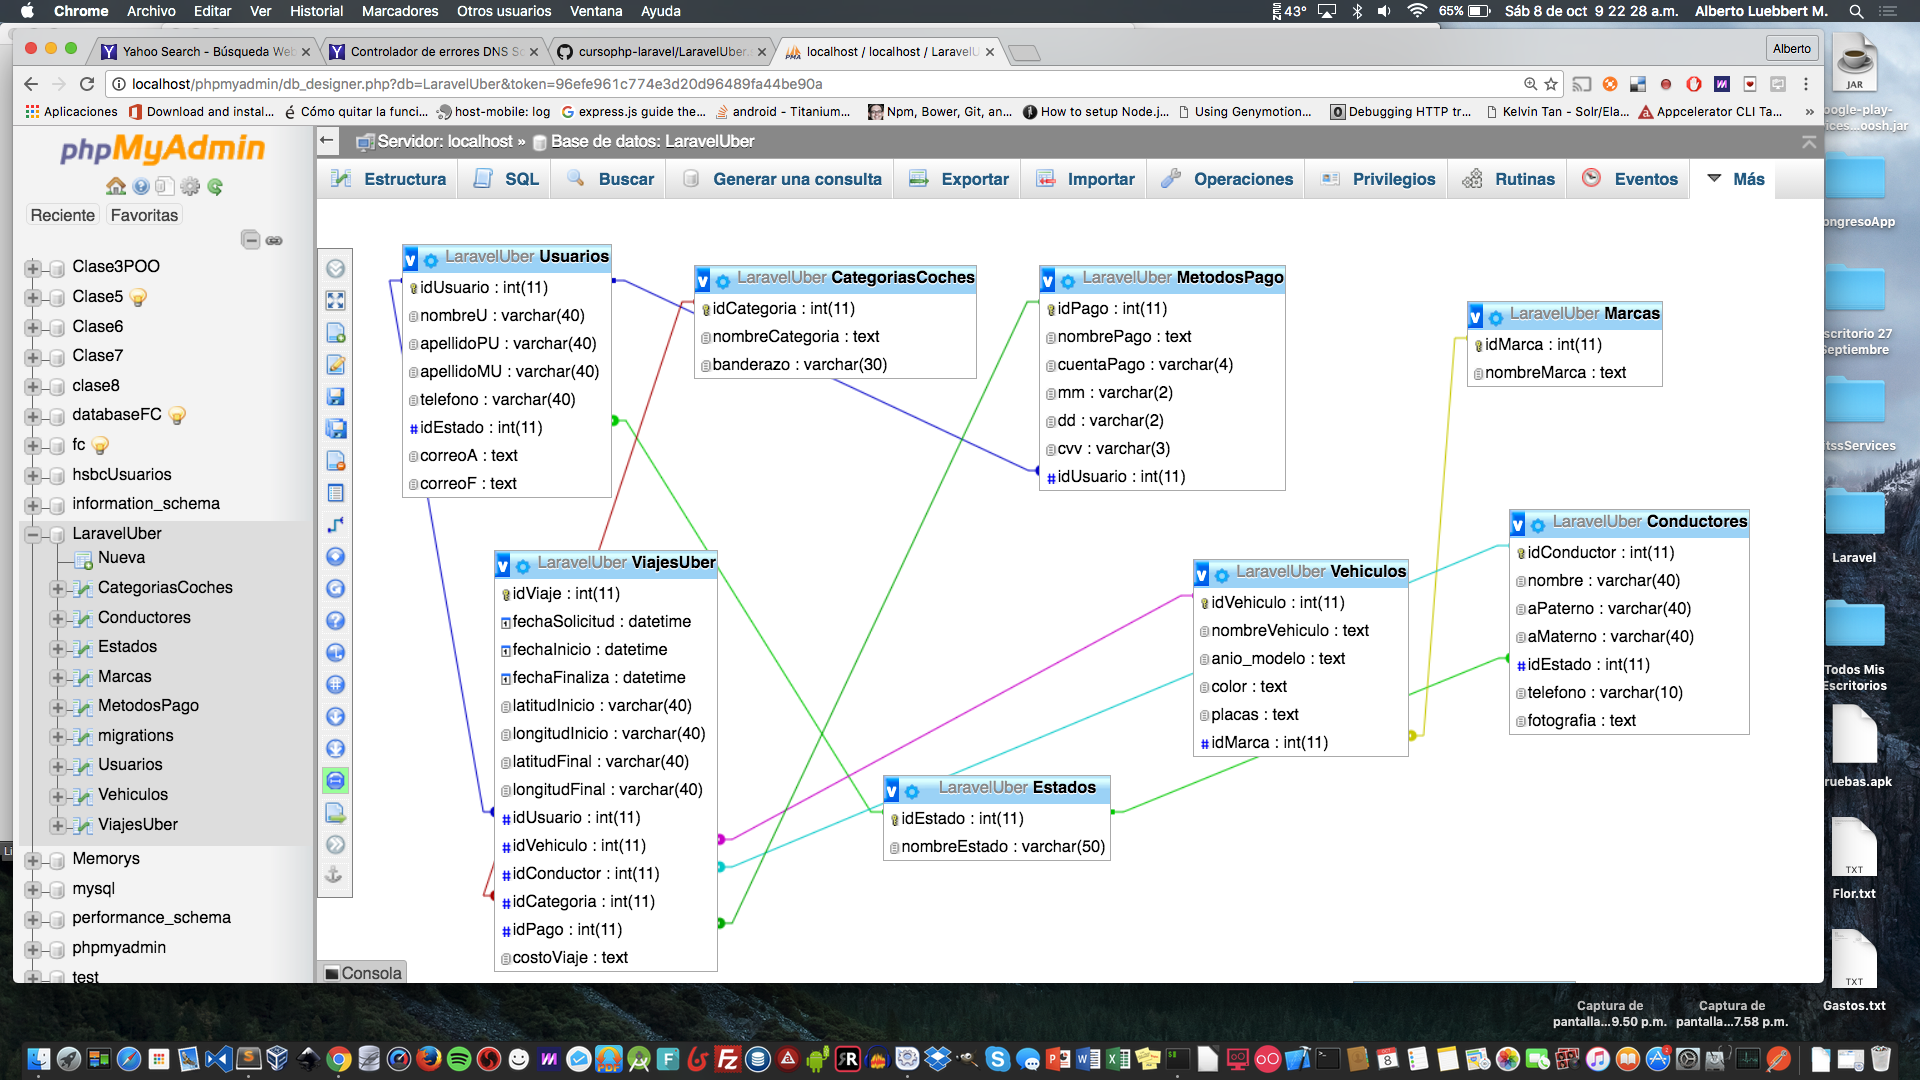 Chrome Archivo Editar Ver Historial Marcadores Otros usuarios Ventana Ayuda
43° 65% Sáb 8 de oct 9 22 28 a.m. Alberto Luebbert M.
Yahoo Search - Búsqueda Web
Controlador de errores DNS
cursophp-laravel/LaravelUber
localhost / localhost / LaravelU
Alberto
localhost/phpmyadmin/db_designer.php?db=LaravelUber&token=96efe961c774e3d20d96489fa44be90a
Aplicaciones
Download and instal...
Cómo quitar la funci...
host-mobile: log
express.js guide the...
android - Titanium...
Npm, Bower, Git, an...
How to setup Node.j...
Using Genymotion...
Debugging HTTP tr...
Kelvin Tan - Solr/Ela...
Appcelerator CLI Ta...
»
phpMyAdmin
Reciente Favoritas
Clase3POO
Clase5
Clase6
Clase7
clase8
databaseFC
fc
hsbcUsuarios
information_schema
LaravelUber
Nueva
CategoriasCoches
Conductores
Estados
Marcas
MetodosPago
migrations
Usuarios
Vehiculos
ViajesUber
Memorys
mysql
performance_schema
phpmyadmin
test
Servidor: localhost » Base de datos: LaravelUber
Estructura SQL Buscar Generar una consulta Exportar Importar Operaciones Privilegios Rutinas Eventos Más
LaravelUber Usuarios
idUsuario : int(11)
nombreU : varchar(40)
apellidoPU : varchar(40)
apellidoMU : varchar(40)
telefono : varchar(40)
idEstado : int(11)
correoA : text
correoF : text
LaravelUber CategoriasCoches
idCategoria : int(11)
nombreCategoria : text
banderazo : varchar(30)
LaravelUber MetodosPago
idPago : int(11)
nombrePago : text
cuentaPago : varchar(4)
mm : varchar(2)
dd : varchar(2)
cvv : varchar(3)
idUsuario : int(11)
LaravelUber Marcas
idMarca : int(11)
nombreMarca : text
LaravelUber ViajesUber
idViaje : int(11)
fechaSolicitud : datetime
fechaInicio : datetime
fechaFinaliza : datetime
latitudInicio : varchar(40)
longitudInicio : varchar(40)
latitudFinal : varchar(40)
longitudFinal : varchar(40)
idUsuario : int(11)
idVehiculo : int(11)
idConductor : int(11)
idCategoria : int(11)
idPago : int(11)
costoViaje : text
LaravelUber Vehiculos
idVehiculo : int(11)
nombreVehiculo : text
anio_modelo : text
color : text
placas : text
idMarca : int(11)
LaravelUber Conductores
idConductor : int(11)
nombre : varchar(40)
aPaterno : varchar(40)
aMaterno : varchar(40)
idEstado : int(11)
telefono : varchar(10)
fotografia : text
LaravelUber Estados
idEstado : int(11)
nombreEstado : varchar(50)
Consola
JAR
oogle-play-
vices...oosh.jar
ongresoApp
scritorio 27
Septiembre
itssServices
Laravel
Todos Mis
Escritorios
ruebas.apk
TXT
Flor.txt
TXT
Gastos.txt
Captura de
pantalla...9.50 p.m.
Captura de
pantalla...7.58 p.m.